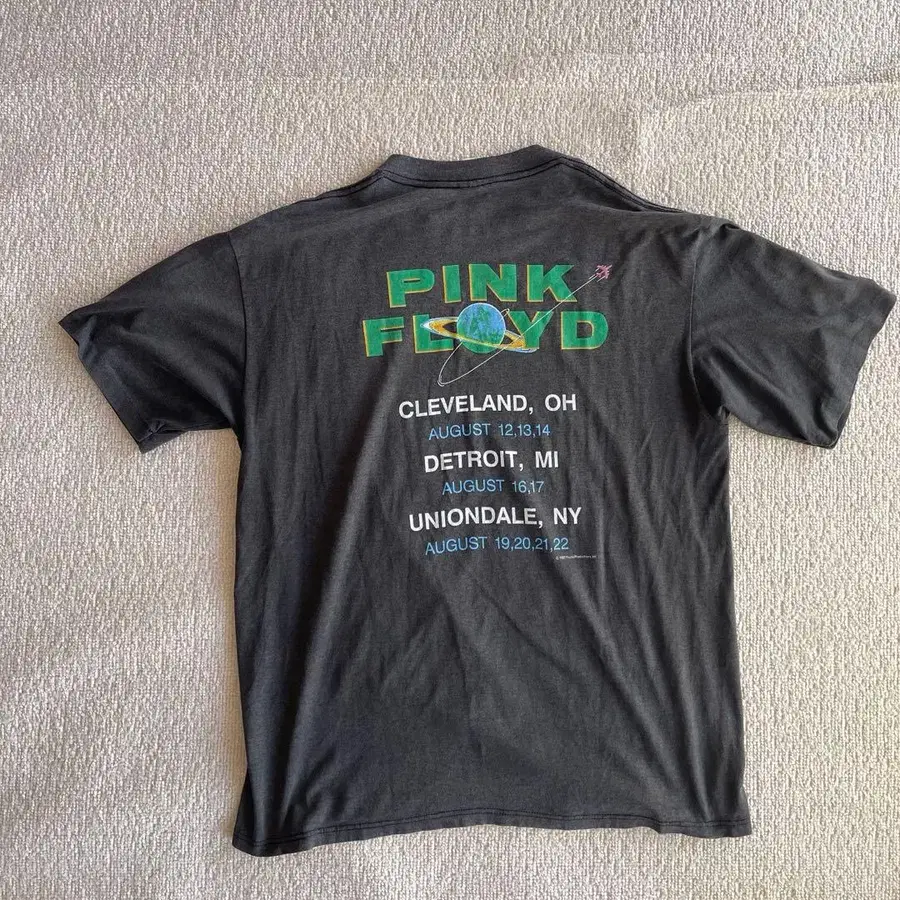 PINK
FLOYD
CLEVELAND, OH
AUGUST 12,13,14
DETROIT, MI
AUGUST 16,17
UNIONDALE, NY
AUGUST 19,20,21,22